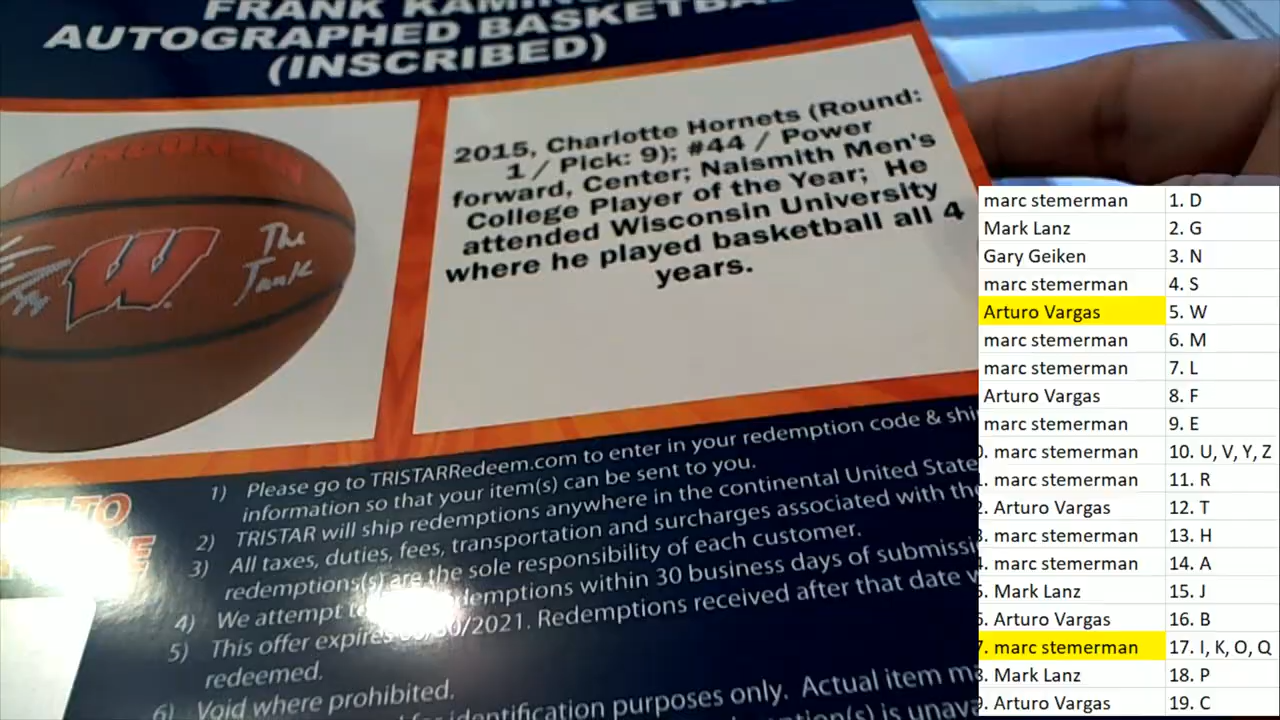 FRANK
AUTOGRAPHED BASKETBALL
(INSCRIBED)
2015, Charlotte Hornets (Round:
1 / Pick: 9); #44 / Power
forward, Center; Naismith Men's
College Player of the Year; He
attended Wisconsin University
where he played basketball all 4
years.
W
The
Tank
1) Please go to TRISTARRedeem.com to enter in your redemption code &
information so that your item(s) can be sent to you.
2) TRISTAR will ship redemptions anywhere in the continental United
3) All taxes, duties, fees, transportation and surcharges associated with
redemptions(s) are the sole responsibility of each customer.
4) We attempt redemptions within 30 business days of
5) This offer expires /2021. Redemptions received after that date
redeemed.
6) Void where prohibited.
identification purposes only. Actual item
marc stemerman 1. D
Mark Lanz 2. G
Gary Geiken 3. N
marc stemerman 4. S
Arturo Vargas 5. W
marc stemerman 6. M
marc stemerman 7. L
Arturo Vargas 8. F
marc stemerman 9. E
. marc stemerman 10. U, V, Y, Z
. marc stemerman 11. R
. Arturo Vargas 12. T
. marc stemerman 13. H
. marc stemerman 14. A
. Mark Lanz 15. J
. Arturo Vargas 16. B
. marc stemerman 17. I, K, O, Q
. Mark Lanz 18. P
. Arturo Vargas 19. C